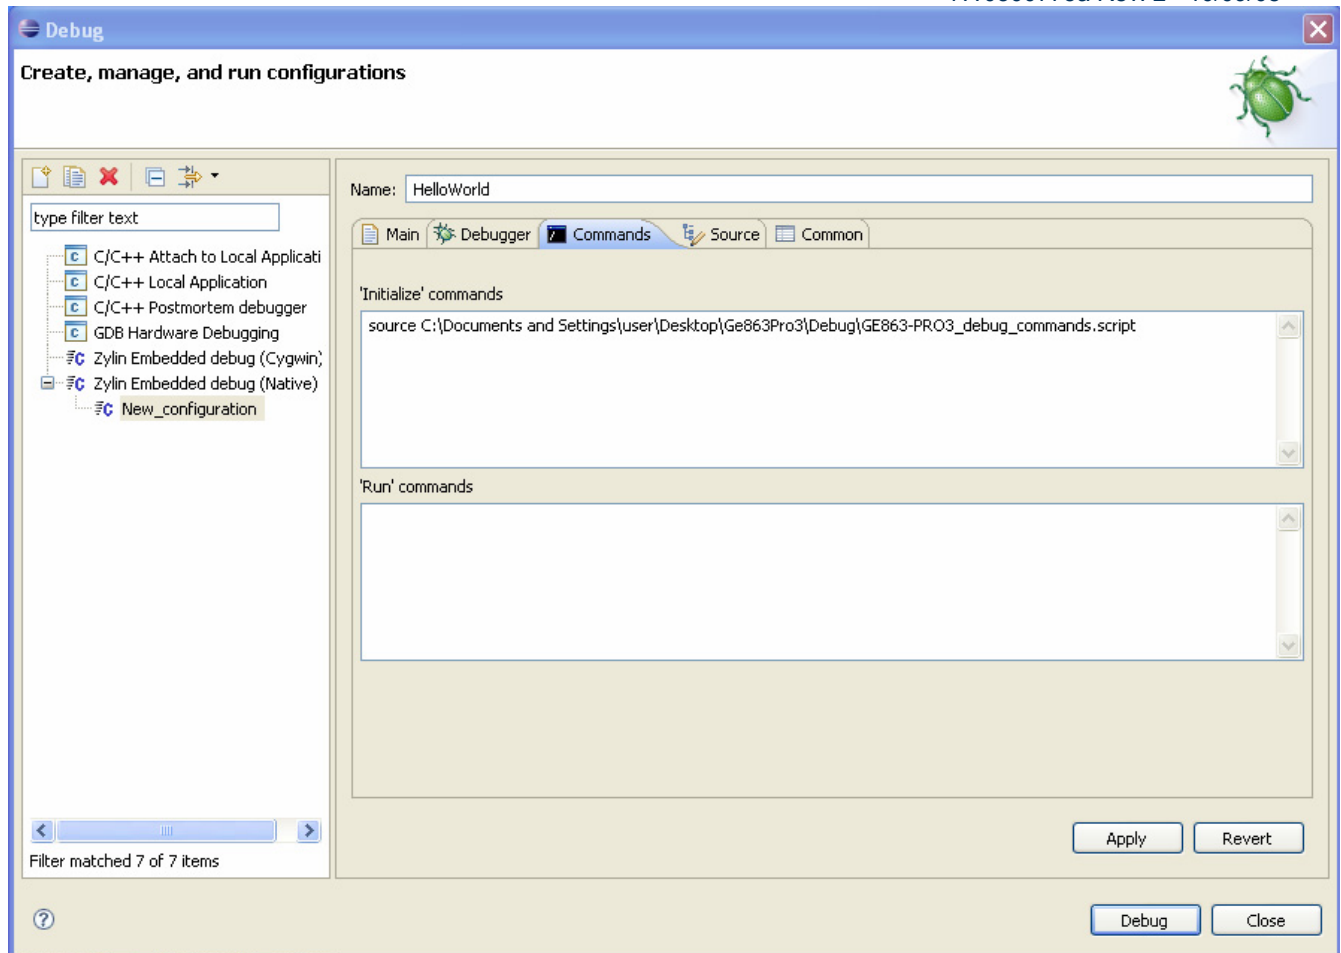 Debug
Create, manage, and run configurations
type filter text
C/C++ Attach to Local Applicati
C/C++ Local Application
C/C++ Postmortem debugger
GDB Hardware Debugging
Zylin Embedded debug (Cygwin)
Zylin Embedded debug (Native)
New_configuration
Filter matched 7 of 7 items
Name: HelloWorld
Main Debugger Commands Source Common
'Initialize' commands
source C:\Documents and Settings\user\Desktop\Ge863Pro3\Debug\GE863-PRO3_debug_commands.script
'Run' commands
Apply Revert
Debug Close